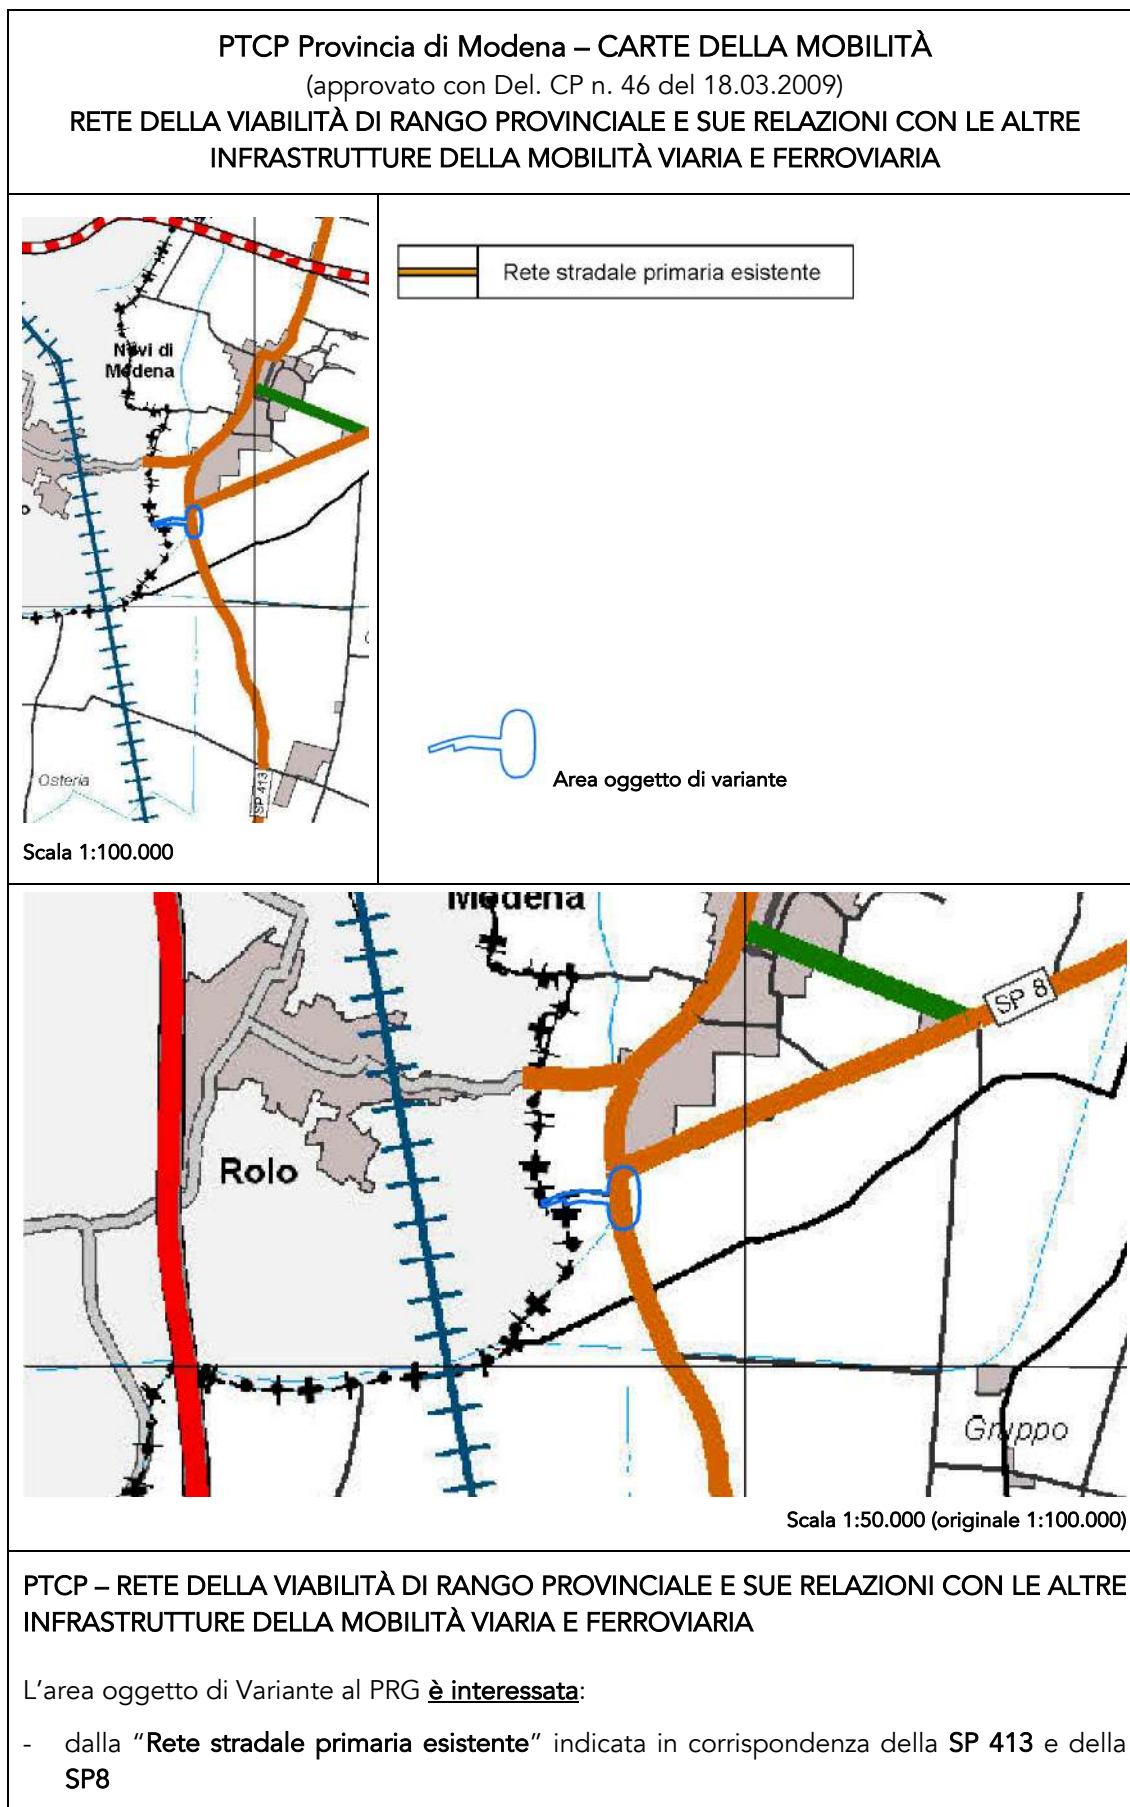 PTCP Provincia di Modena – CARTE DELLA MOBILITÀ
(approvato con Del. CP n. 46 del 18.03.2009)
RETE DELLA VIABILITÀ DI RANGO PROVINCIALE E SUE RELAZIONI CON LE ALTRE
INFRASTRUTTURE DELLA MOBILITÀ VIARIA E FERROVIARIA
Novi di
Modena
Osteria
SP 413
Scala 1:100.000
Rete stradale primaria esistente
Area oggetto di variante
Modena
SP 8
Rolo
Gruppo
Scala 1:50.000 (originale 1:100.000)
PTCP – RETE DELLA VIABILITÀ DI RANGO PROVINCIALE E SUE RELAZIONI CON LE ALTRE
INFRASTRUTTURE DELLA MOBILITÀ VIARIA E FERROVIARIA
L'area oggetto di Variante al PRG è interessata:
- dalla “Rete stradale primaria esistente” indicata in corrispondenza della SP 413 e della
SP8